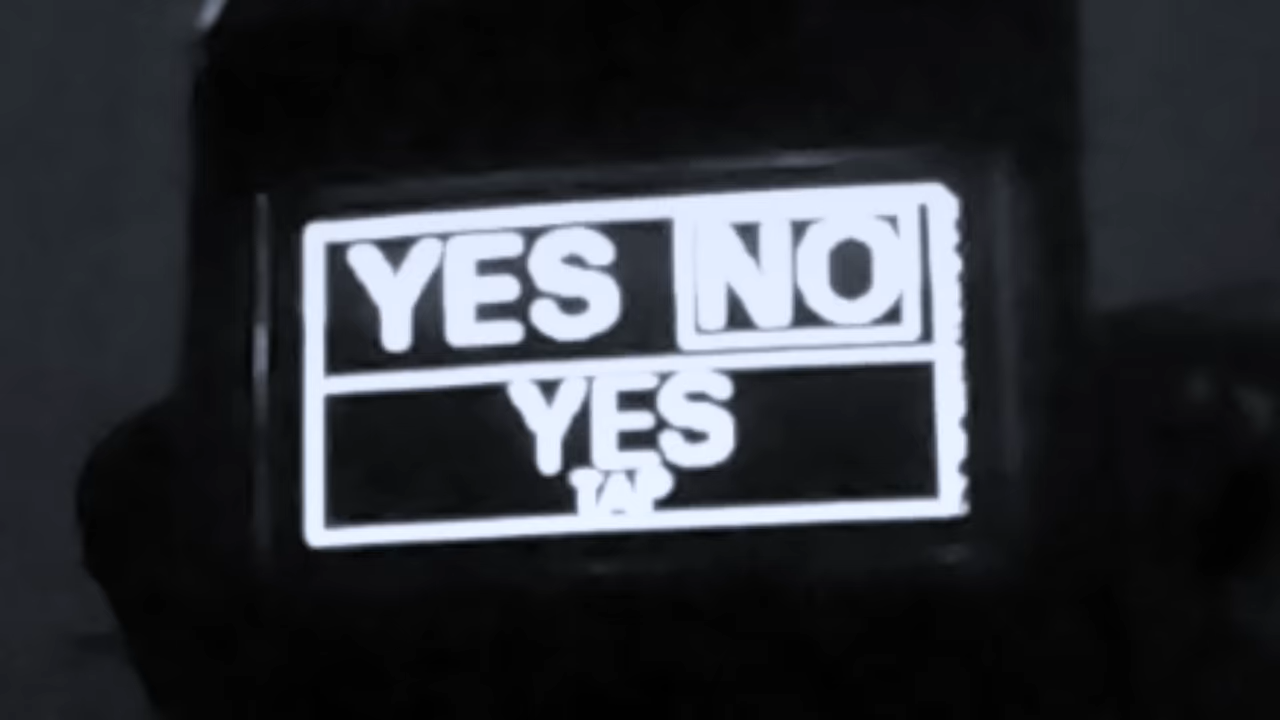 YES NO
YES
TAP